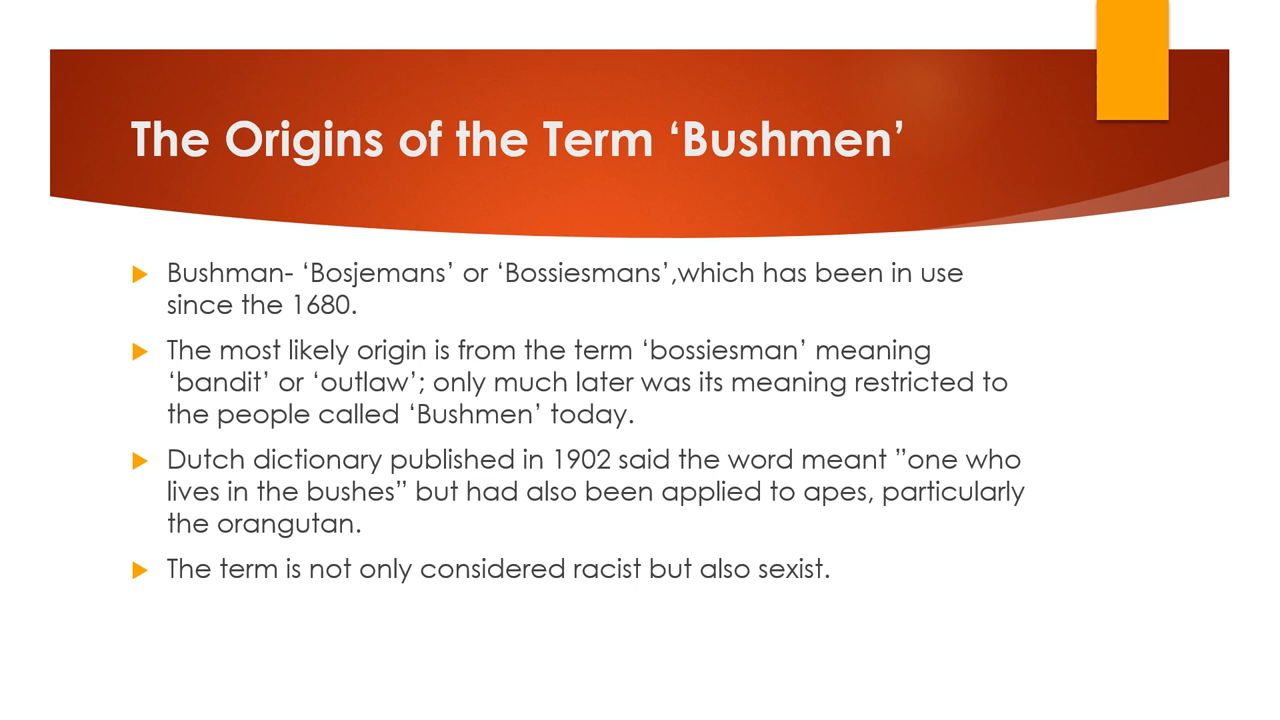 The Origins of the Term ‘Bushmen’
Bushman- ‘Bosjemans’ or ‘Bossiesmans’,which has been in use
since the 1680.
The most likely origin is from the term ‘bossiesman’ meaning
‘bandit’ or ‘outlaw’; only much later was its meaning restricted to
the people called ‘Bushmen’ today.
Dutch dictionary published in 1902 said the word meant ”one who
lives in the bushes” but had also been applied to apes, particularly
the orangutan.
The term is not only considered racist but also sexist.